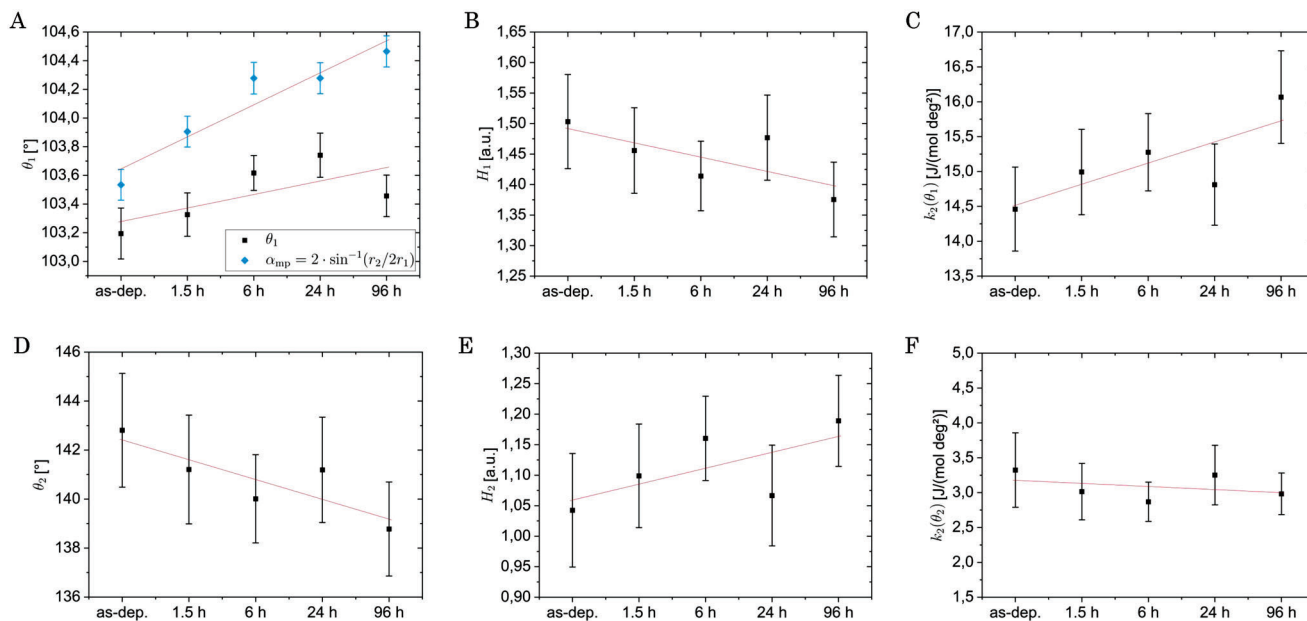 A
104,6
104,4
104,2
104,0
103,8
103,6
103,4
103,2
103,0
θ₁ [°]
θ₁
α_mp = 2 · sin⁻¹(r₂/2r₁)
as-dep. 1.5 h 6 h 24 h 96 h
B
1,65
1,60
1,55
1,50
1,45
1,40
1,35
1,30
1,25
H₁ [a.u.]
as-dep. 1.5 h 6 h 24 h 96 h
C
17,0
16,5
16,0
15,5
15,0
14,5
14,0
13,5
k₂(θ₁) [J/(mol deg²)]
as-dep. 1.5 h 6 h 24 h 96 h
D
146
144
142
140
138
136
θ₂ [°]
as-dep. 1.5 h 6 h 24 h 96 h
E
1,30
1,25
1,20
1,15
1,10
1,05
1,00
0,95
0,90
H₂ [a.u.]
as-dep. 1.5 h 6 h 24 h 96 h
F
5,0
4,5
4,0
3,5
3,0
2,5
2,0
1,5
k₂(θ₂) [J/(mol deg²)]
as-dep. 1.5 h 6 h 24 h 96 h